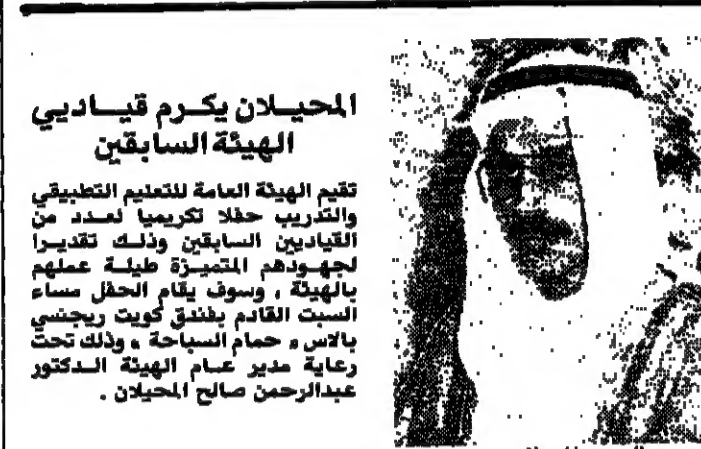 المحيلان يكرم قياديي
الهيئة السابقين
تقيم الهيئة العامة للتعليم التطبيقي
والتدريب حفلا تكريميا لعدد من
القياديين السابقين وذلك تقديرا
لجهودهم المتميزة طيلة عملهم
بالهيئة ، وسوف يقام الحفل مساء
السبت القادم بفندق كويت ريجنسي
بالاس « حمام السباحة » وذلك تحت
رعاية مدير عام الهيئة الدكتور
عبدالرحمن صالح المحيلان .